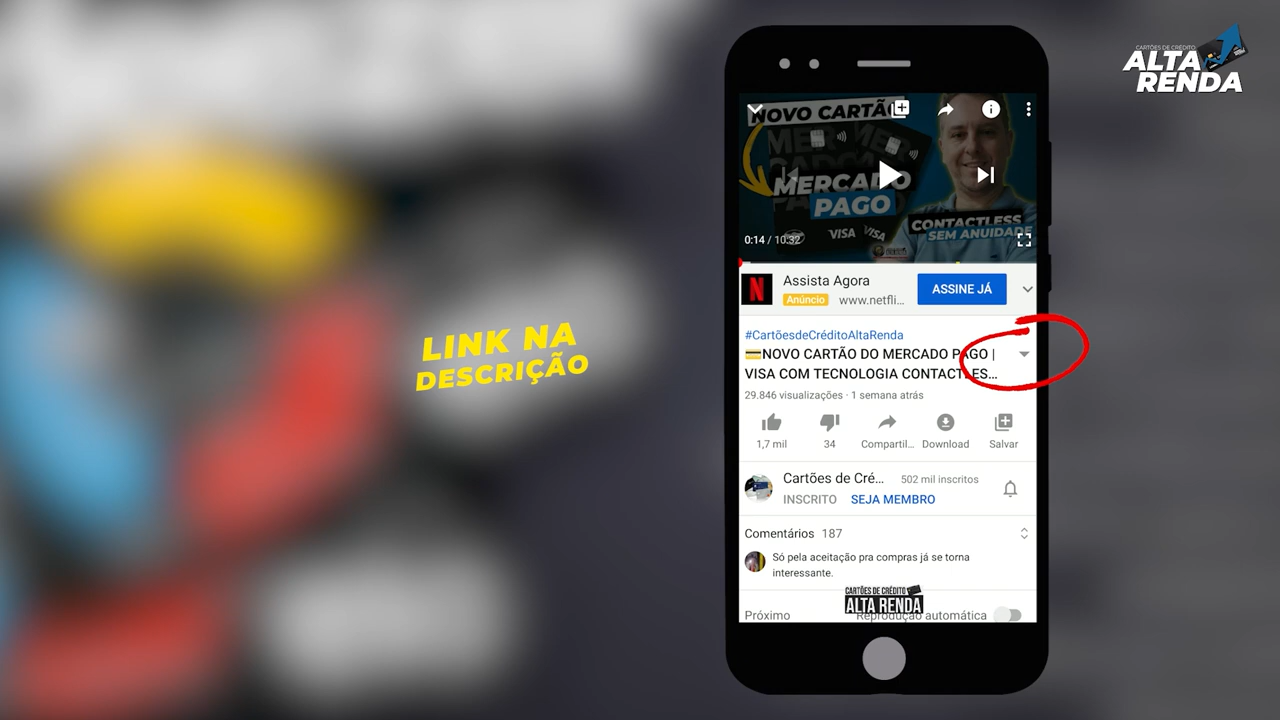 CARTÕES DE CRÉDITO
ALTA
RENDA
NOVO CARTÃO
MERCADO
PAGO
VISA
VISA
CONTACTLESS
SEM ANUIDADE
0:14 / 10:32
N
Assista Agora
ASSINE JÁ
Anúncio
www.netfli...
LINK NA
DESCRIÇÃO
#CartõesdeCréditoAltaRenda
NOVO CARTÃO DO MERCADO PAGO |
VISA COM TECNOLOGIA CONTACTLES...
29.846 visualizações · 1 semana atrás
1,7 mil
34
Compartil...
Download
Salvar
Cartões de Cré...
502 mil inscritos
INSCRITO
SEJA MEMBRO
Comentários 187
Só pela aceitação pra compras já se torna
interessante.
CARTÕES DE CRÉDITO
ALTA RENDA
Próximo
Reprodução automática